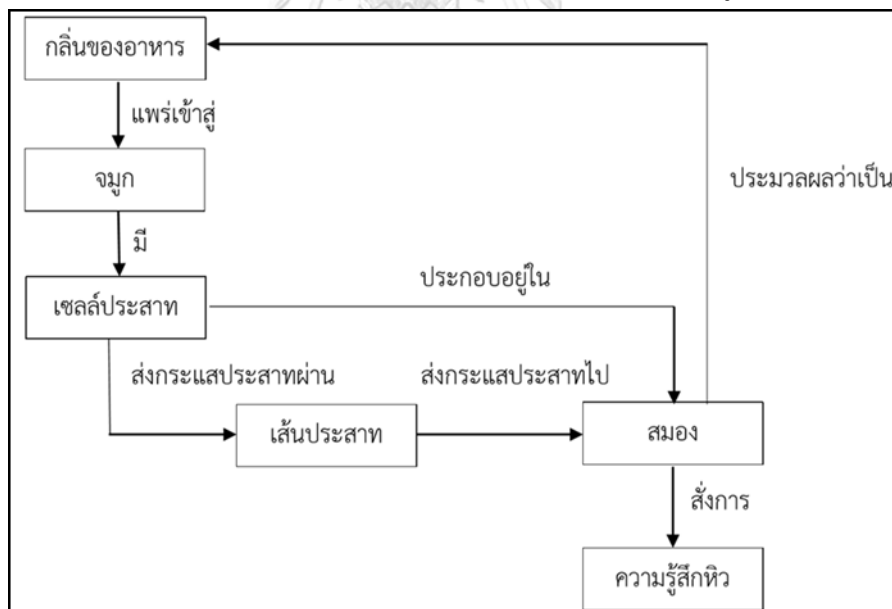 กลิ่นของอาหาร
แพร่เข้าสู่
จมูก
ประมวลผลว่าเป็น
มี
ประกอบอยู่ใน
เซลล์ประสาท
ส่งกระแสประสาทผ่าน
ส่งกระแสประสาทไป
เส้นประสาท
สมอง
สั่งการ
ความรู้สึกหิว